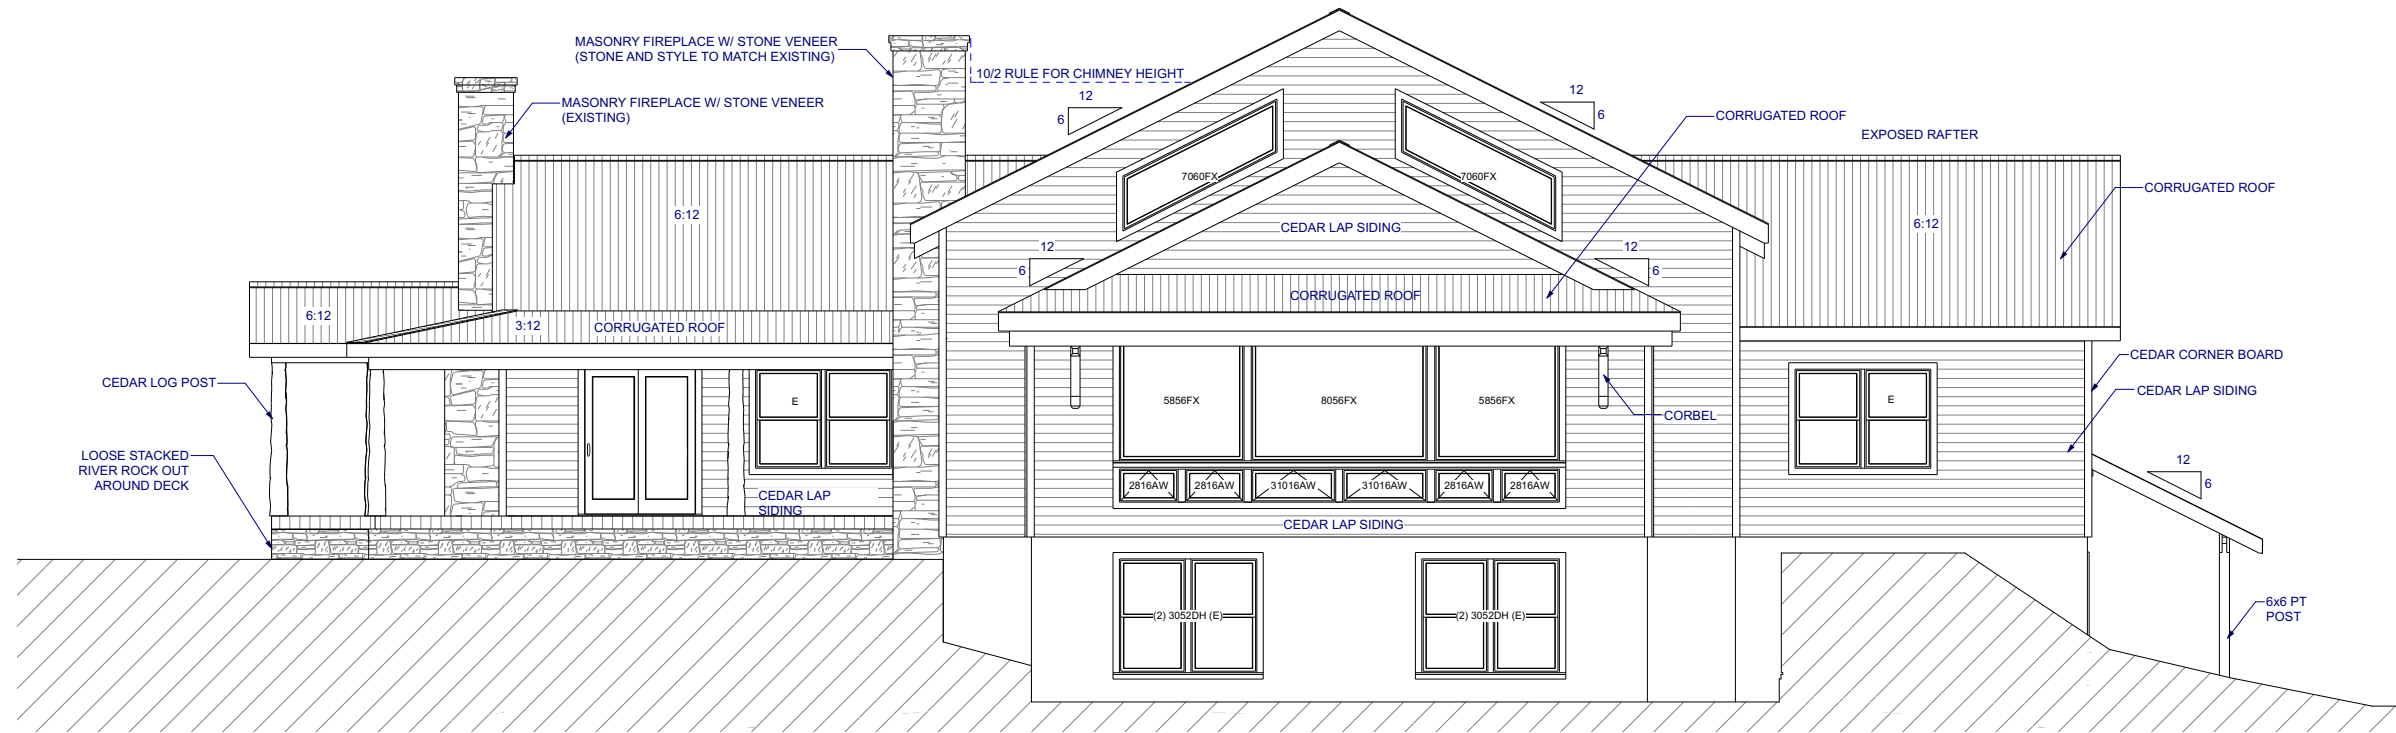 MASONRY FIREPLACE W/ STONE VENEER
(STONE AND STYLE TO MATCH EXISTING)
10/2 RULE FOR CHIMNEY HEIGHT
MASONRY FIREPLACE W/ STONE VENEER
(EXISTING)
12
6
12
6
CORRUGATED ROOF
EXPOSED RAFTER
7060FX
7060FX
CORRUGATED ROOF
6:12
CEDAR LAP SIDING
6:12
12
6
12
6
CORRUGATED ROOF
6:12
3:12
CORRUGATED ROOF
CEDAR LOG POST
E
5856FX
8056FX
5856FX
CORBEL
E
CEDAR CORNER BOARD
CEDAR LAP SIDING
LOOSE STACKED
RIVER ROCK OUT
AROUND DECK
CEDAR LAP
SIDING
2816AW
2816AW
31016AW
31016AW
2816AW
2816AW
12
6
CEDAR LAP SIDING
(2) 3052DH (E)
(2) 3052DH (E)
6x6 PT
POST